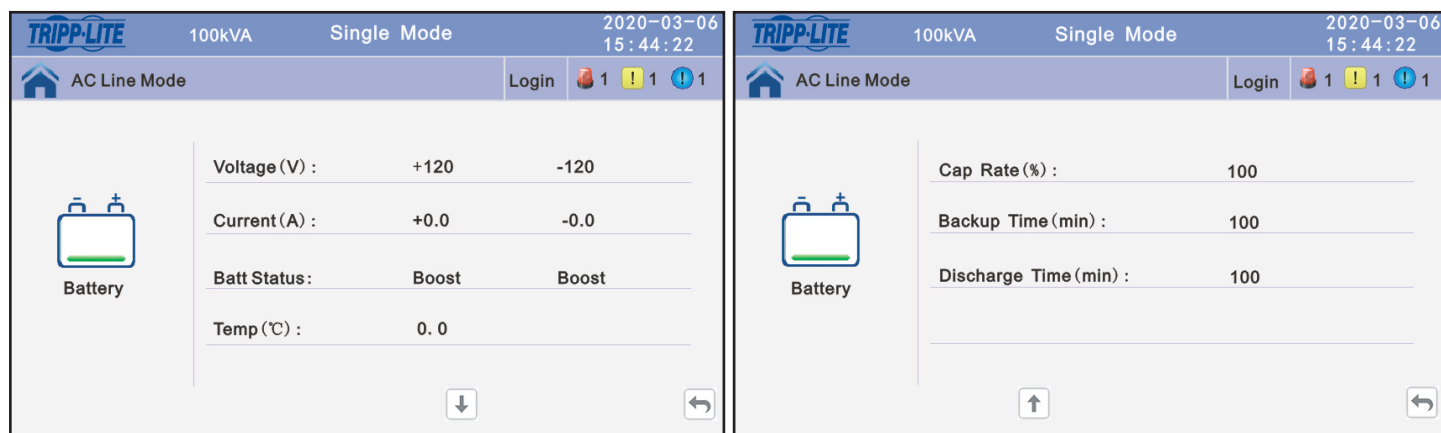 TRIPP·LITE 100kVA Single Mode 2020-03-06
15:44:22
AC Line Mode Login 1 ! 1 ! 1
Voltage(V): +120 -120
Current(A): +0.0 -0.0
Batt Status: Boost Boost
Battery
Temp(℃): 0. 0
TRIPP·LITE 100kVA Single Mode 2020-03-06
15:44:22
AC Line Mode Login 1 ! 1 ! 1
Cap Rate(%): 100
Backup Time(min): 100
Discharge Time(min): 100
Battery